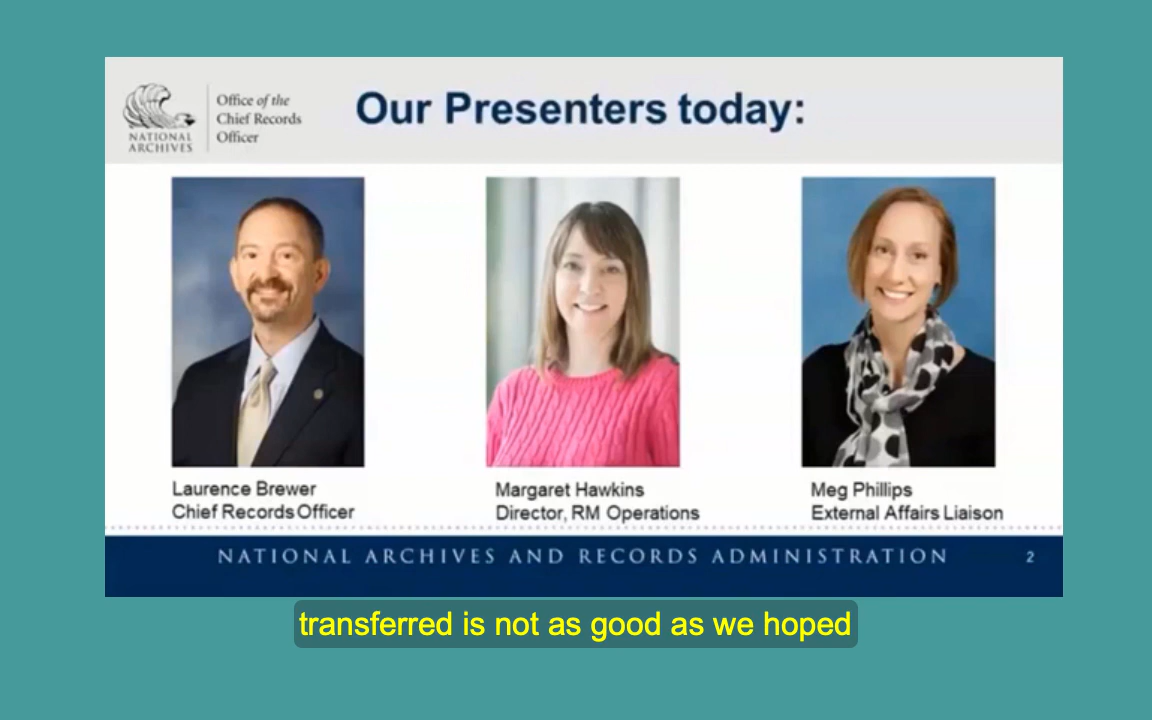 NATIONAL
ARCHIVES
Office of the
Chief Records
Officer
Our Presenters today:
Laurence Brewer
Chief Records Officer
Margaret Hawkins
Director, RM Operations
Meg Phillips
External Affairs Liaison
NATIONAL ARCHIVES AND RECORDS ADMINISTRATION
2
transferred is not as good as we hoped